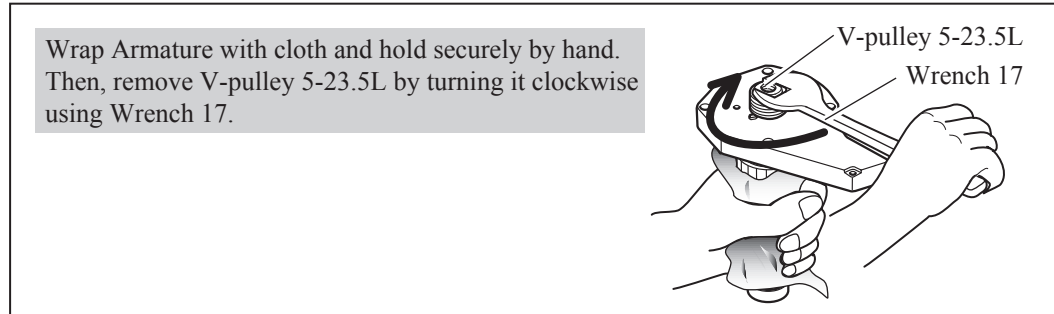 Wrap Armature with cloth and hold securely by hand.
Then, remove V-pulley 5-23.5L by turning it clockwise
using Wrench 17.
V-pulley 5-23.5L
Wrench 17